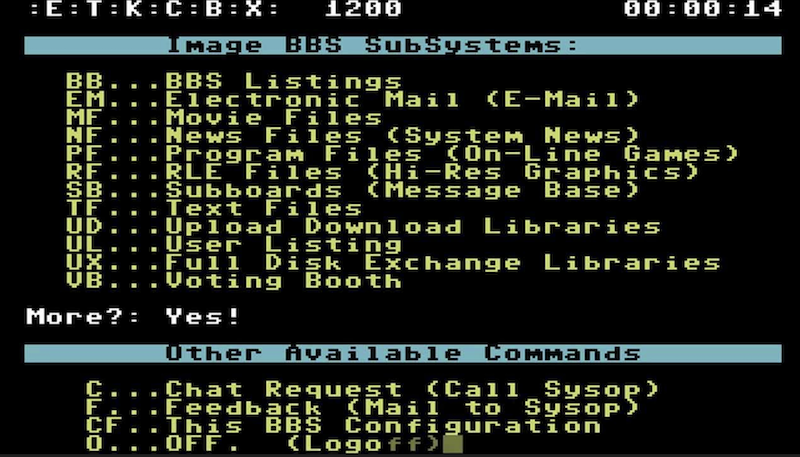 :E:T:K:C:B:X:  1200  00:00:14
Image BBS SubSystems:
BB...BBS Listings
EM...Electronic Mail (E-Mail)
MF...Movie Files
NF...News Files (System News)
PF...Program Files (On-Line Games)
RF...RLE Files (Hi-Res Graphics)
SB...Subboards (Message Base)
TF...Text Files
UD...Upload Download Libraries
UL...User Listing
UX...Full Disk Exchange Libraries
VB...Voting Booth
More?: Yes!
Other Available Commands
C...Chat Request (Call Sysop)
F...Feedback (Mail to Sysop)
CF..This BBS Configuration
O...OFF.  (Logoff)